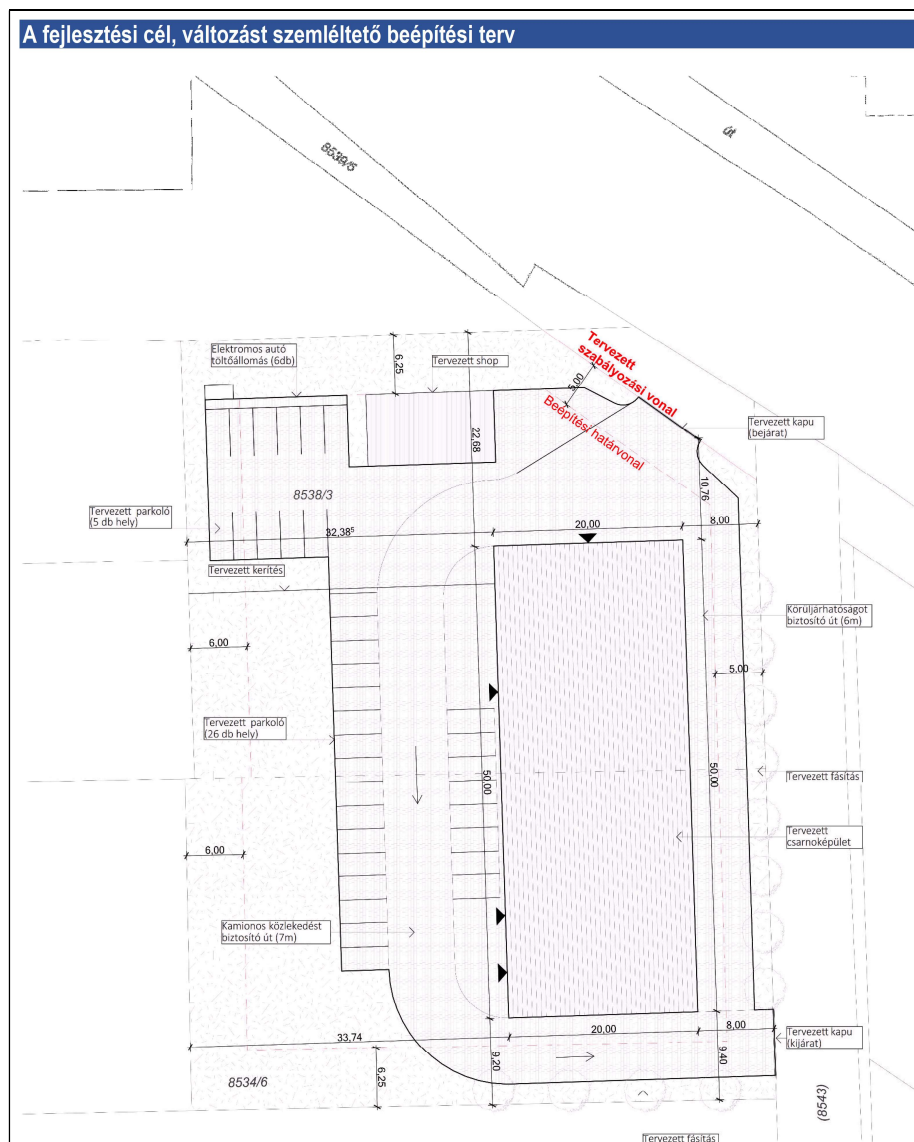 A fejlesztési cél, változást szemléltető beépítési terv
8539/5
út
Elektromos autó
töltőállomás (6db)
6,25
Tervezett shop
Tervezett
szabályozási vonal
5,00
Beépítési határvonal
Tervezett kapu
(bejárat)
22,68
10,76
8538/3
Tervezett parkoló
(5 db hely)
32,38⁵
20,00
8,00
Tervezett kerítés
Körüljárhatóságot
biztosító út (6m)
6,00
5,00
Tervezett parkoló
(26 db hely)
50,00
50,00
Tervezett fásítás
Tervezett
csarnoképület
6,00
Kamionos közlekedést
biztosító út (7m)
33,74
20,00
8,00
Tervezett kapu
(kijárat)
9,20
9,40
6,25
8534/6
(8543)
Tervezett fásítás